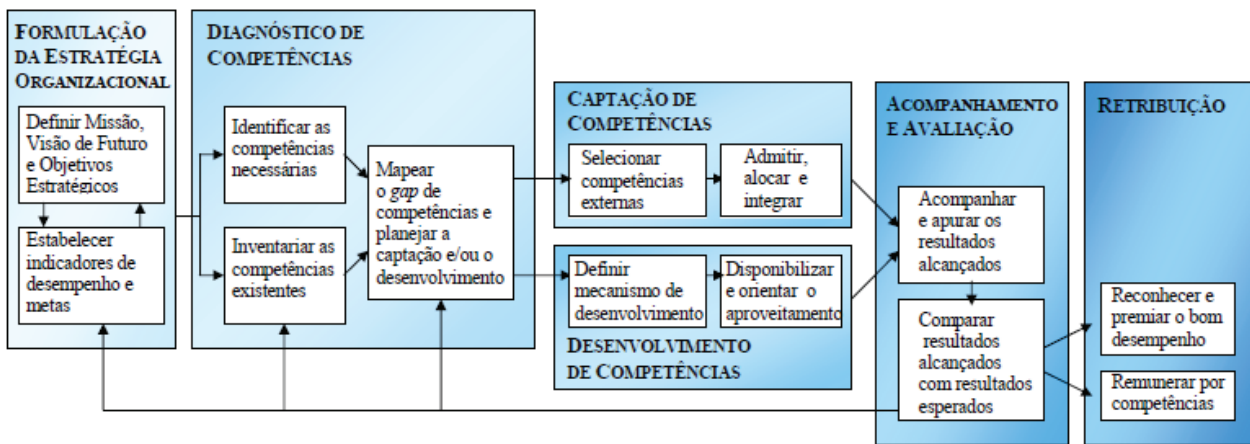 FORMULAÇÃO
DA ESTRATÉGIA
ORGANIZACIONAL
Definir Missão,
Visão de Futuro
e Objetivos
Estratégicos
Estabelecer
indicadores de
desempenho e
metas
DIAGNÓSTICO DE
COMPETÊNCIAS
Identificar as
competências
necessárias
Inventariar as
competências
existentes
Mapear
o gap de
competências e
planejar a
captação e/ou o
desenvolvimento
CAPTAÇÃO DE
COMPETÊNCIAS
Selecionar
competências
externas
Admitir,
alocar e
integrar
Definir
mecanismo de
desenvolvimento
Disponibilizar
e orientar o
aproveitamento
DESENVOLVIMENTO
DE COMPETÊNCIAS
ACOMPANHAMENTO
E AVALIAÇÃO
Acompanhar
e apurar os
resultados
alcançados
Comparar
resultados
alcançados
com resultados
esperados
RETRIBUIÇÃO
Reconhecer e
premiar o bom
desempenho
Remunerar por
competências